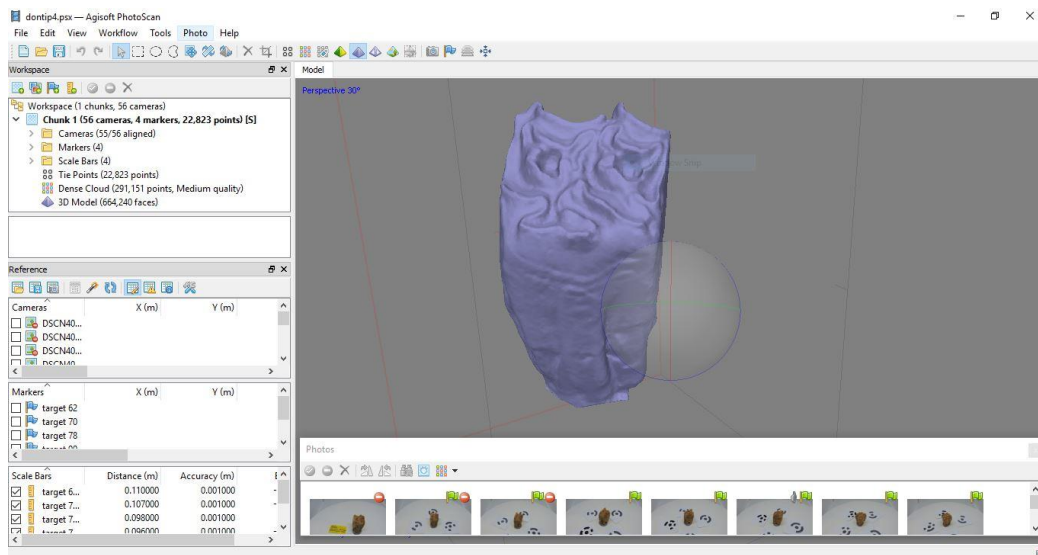 dontip4.psx — Agisoft PhotoScan
File Edit View Workflow Tools Photo Help
Workspace
Model
Perspective 30°
Workspace (1 chunks, 56 cameras)
Chunk 1 (56 cameras, 4 markers, 22,823 points) [S]
Cameras (55/56 aligned)
Markers (4)
Scale Bars (4)
Tie Points (22,823 points)
Dense Cloud (291,151 points, Medium quality)
3D Model (664,240 faces)
Snip
Reference
Cameras X (m) Y (m)
DSCN40...
DSCN40...
DSCN40...
DSCN40...
Markers X (m) Y (m)
target 62
target 70
target 78
Photos
Scale Bars Distance (m) Accuracy (m)
target 6... 0.110000 0.001000
target 7... 0.107000 0.001000
target 7... 0.098000 0.001000
target 7... 0.096000 0.001000